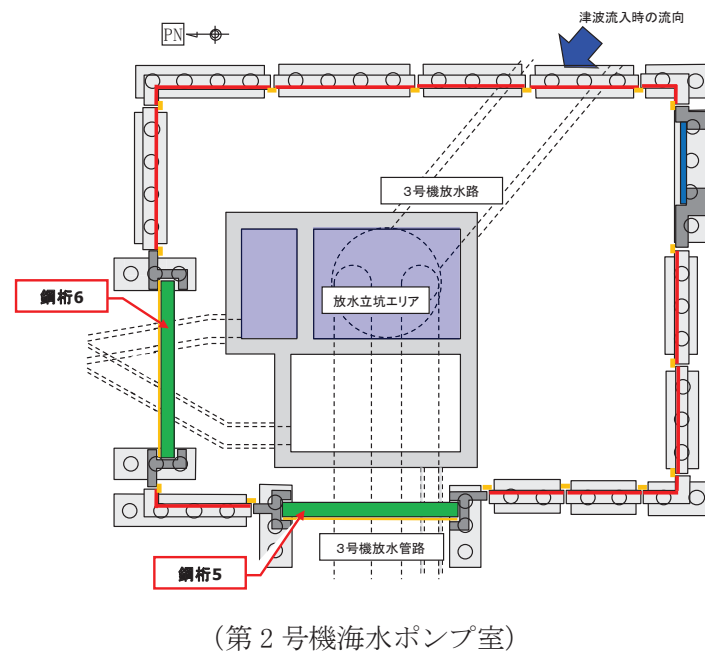 津波流入時の流向
PN
3号機放水路
放水立坑エリア
鋼桁6
3号機放水管路
鋼桁5
（第２号機海水ポンプ室）